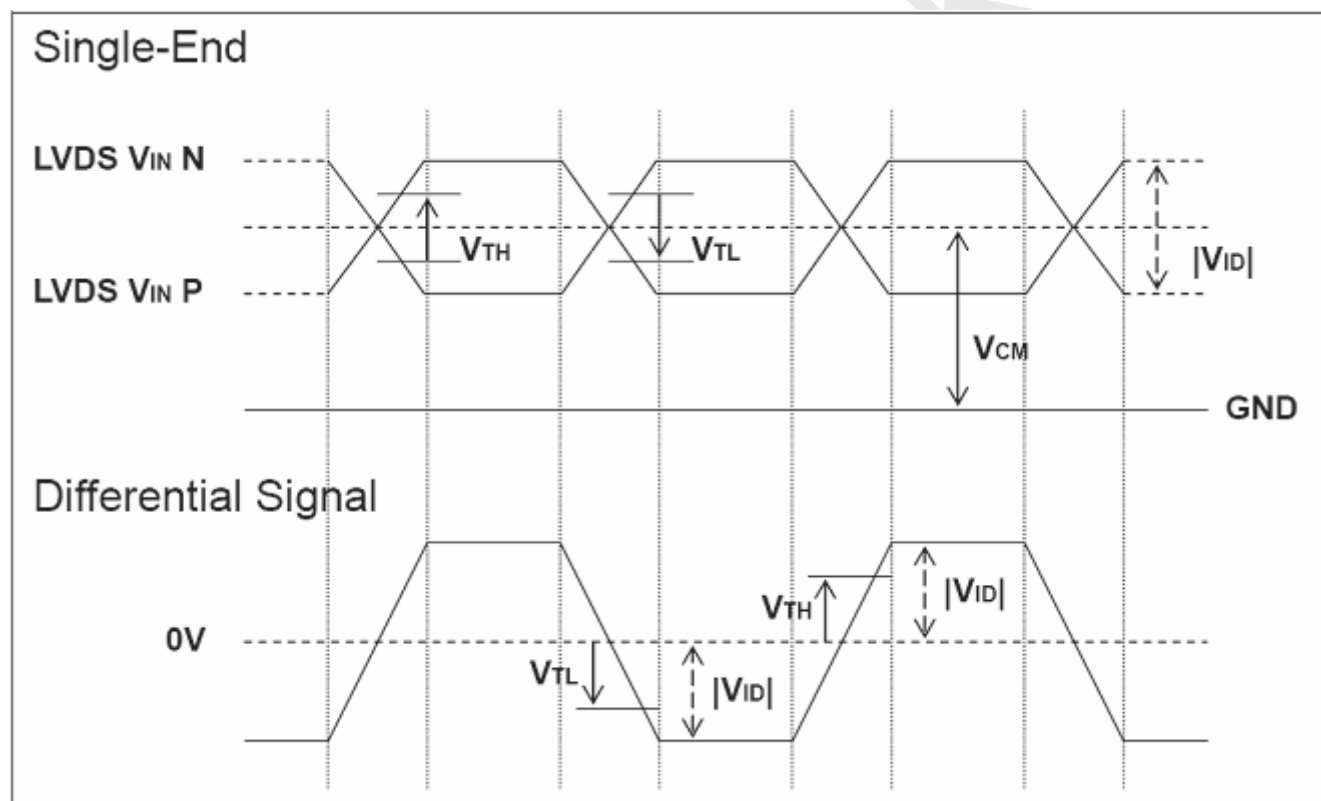 Single-End
LVDS VIN N
VTH
VTL
|VID|
LVDS VIN P
VCM
GND
Differential Signal
VTH
|VID|
0V
VTL
|VID|